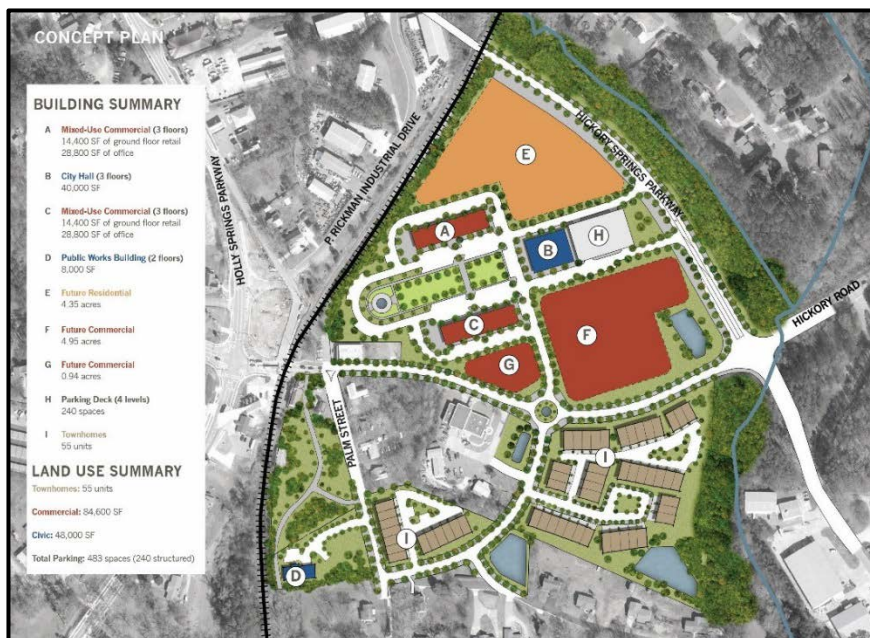 CONCEPT PLAN
BUILDING SUMMARY
A Mixed-Use Commercial (3 floors)
14,400 SF of ground floor retail
28,800 SF of office
B City Hall (3 floors)
40,000 SF
C Mixed-Use Commercial (3 floors)
14,400 SF of ground floor retail
28,800 SF of office
D Public Works Building (2 floors)
8,000 SF
E Future Residential
4.35 acres
F Future Commercial
4.95 acres
G Future Commercial
0.94 acres
H Parking Deck (4 levels)
240 spaces
I Townhomes
55 units
LAND USE SUMMARY
Townhomes: 55 units
Commercial: 84,600 SF
Civic: 48,000 SF
Total Parking: 483 spaces (240 structured)
HOLLY SPRINGS PARKWAY
P. RICKMAN INDUSTRIAL DRIVE
HICKORY SPRINGS PARKWAY
HICKORY ROAD
PALM STREET
E
A
B
H
C
F
G
I
I
D